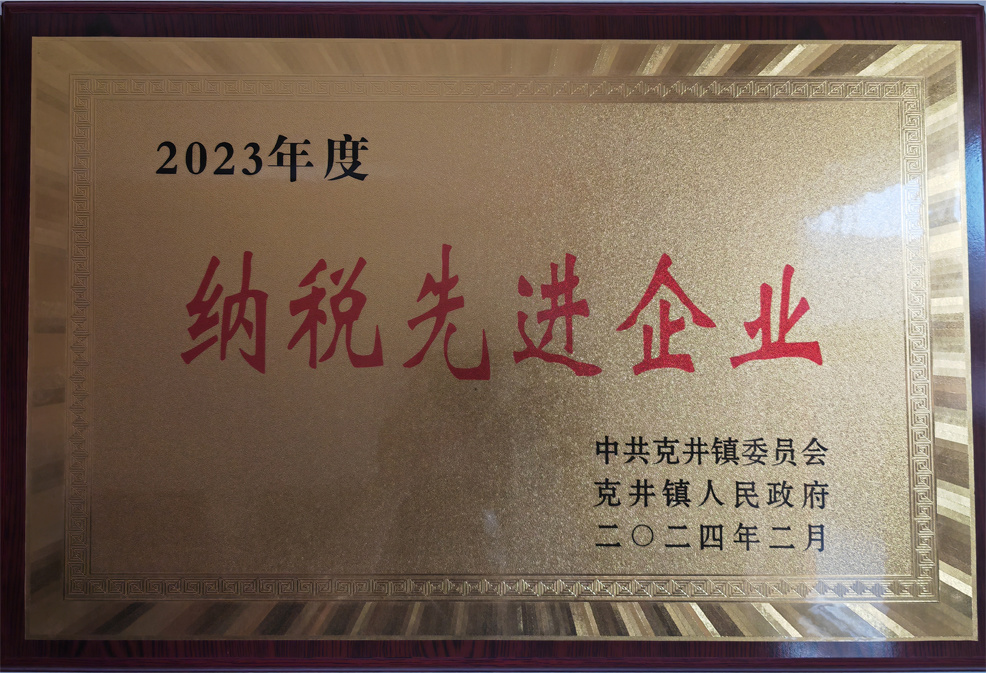 2023年度
纳税先进企业
中共克井镇委员会
克井镇人民政府
二〇二四年二月